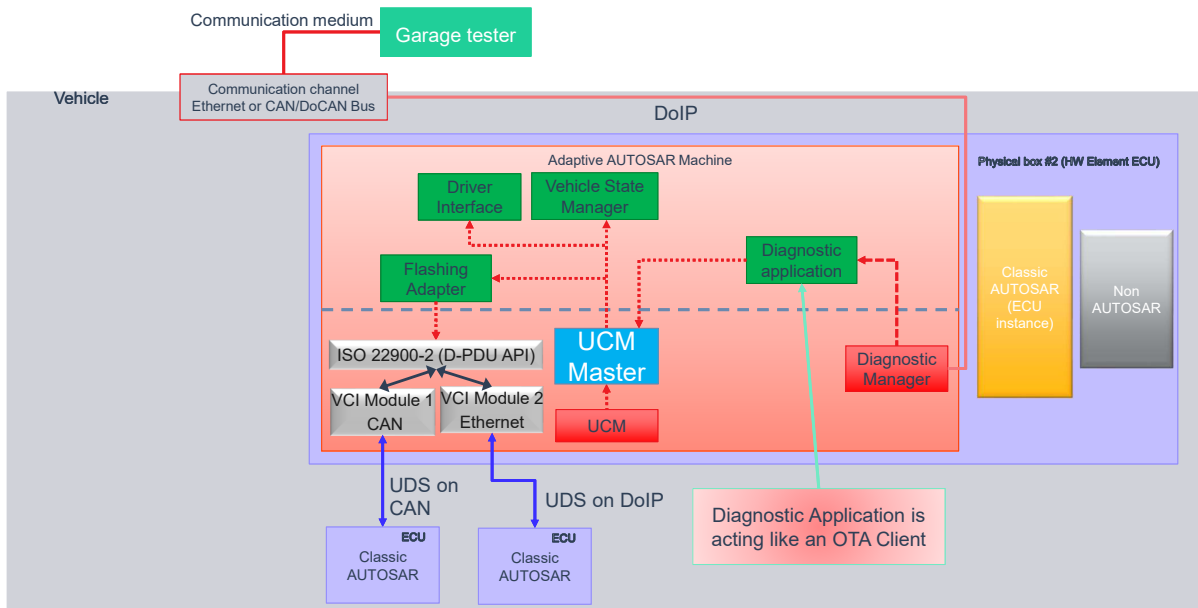 Communication medium
Garage tester
Communication channel
Ethernet or CAN/DoCAN Bus
Vehicle
DoIP
Adaptive AUTOSAR Machine
Physical box #2 (HW Element ECU)
Driver
Interface
Vehicle State
Manager
Diagnostic
application
Flashing
Adapter
Classic
AUTOSAR
(ECU
instance)
Non
AUTOSAR
UCM
Master
ISO 22900-2 (D-PDU API)
Diagnostic
Manager
VCI Module 1
CAN
VCI Module 2
Ethernet
UCM
UDS on
CAN
UDS on DoIP
Diagnostic Application is
acting like an OTA Client
ECU
Classic
AUTOSAR
ECU
Classic
AUTOSAR